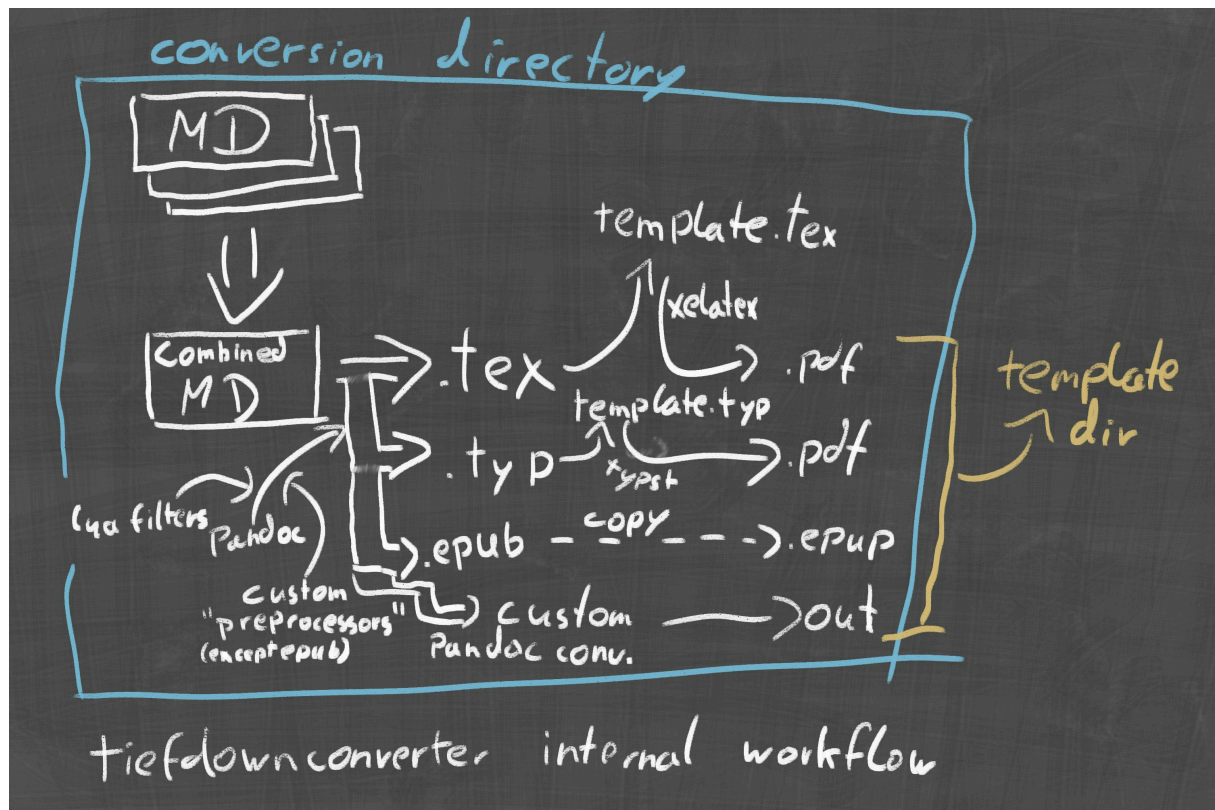 conversion directory
MD
template.tex
xelatex
combined
MD
.tex
.pdf
template.typ
template
dir
.typ
typst
.pdf
lua filters
Pandoc
.epub
copy
.epup
custom
"preprocessors"
(except epub)
custom
Pandoc conv.
out
tiefdownconverter internal workflow